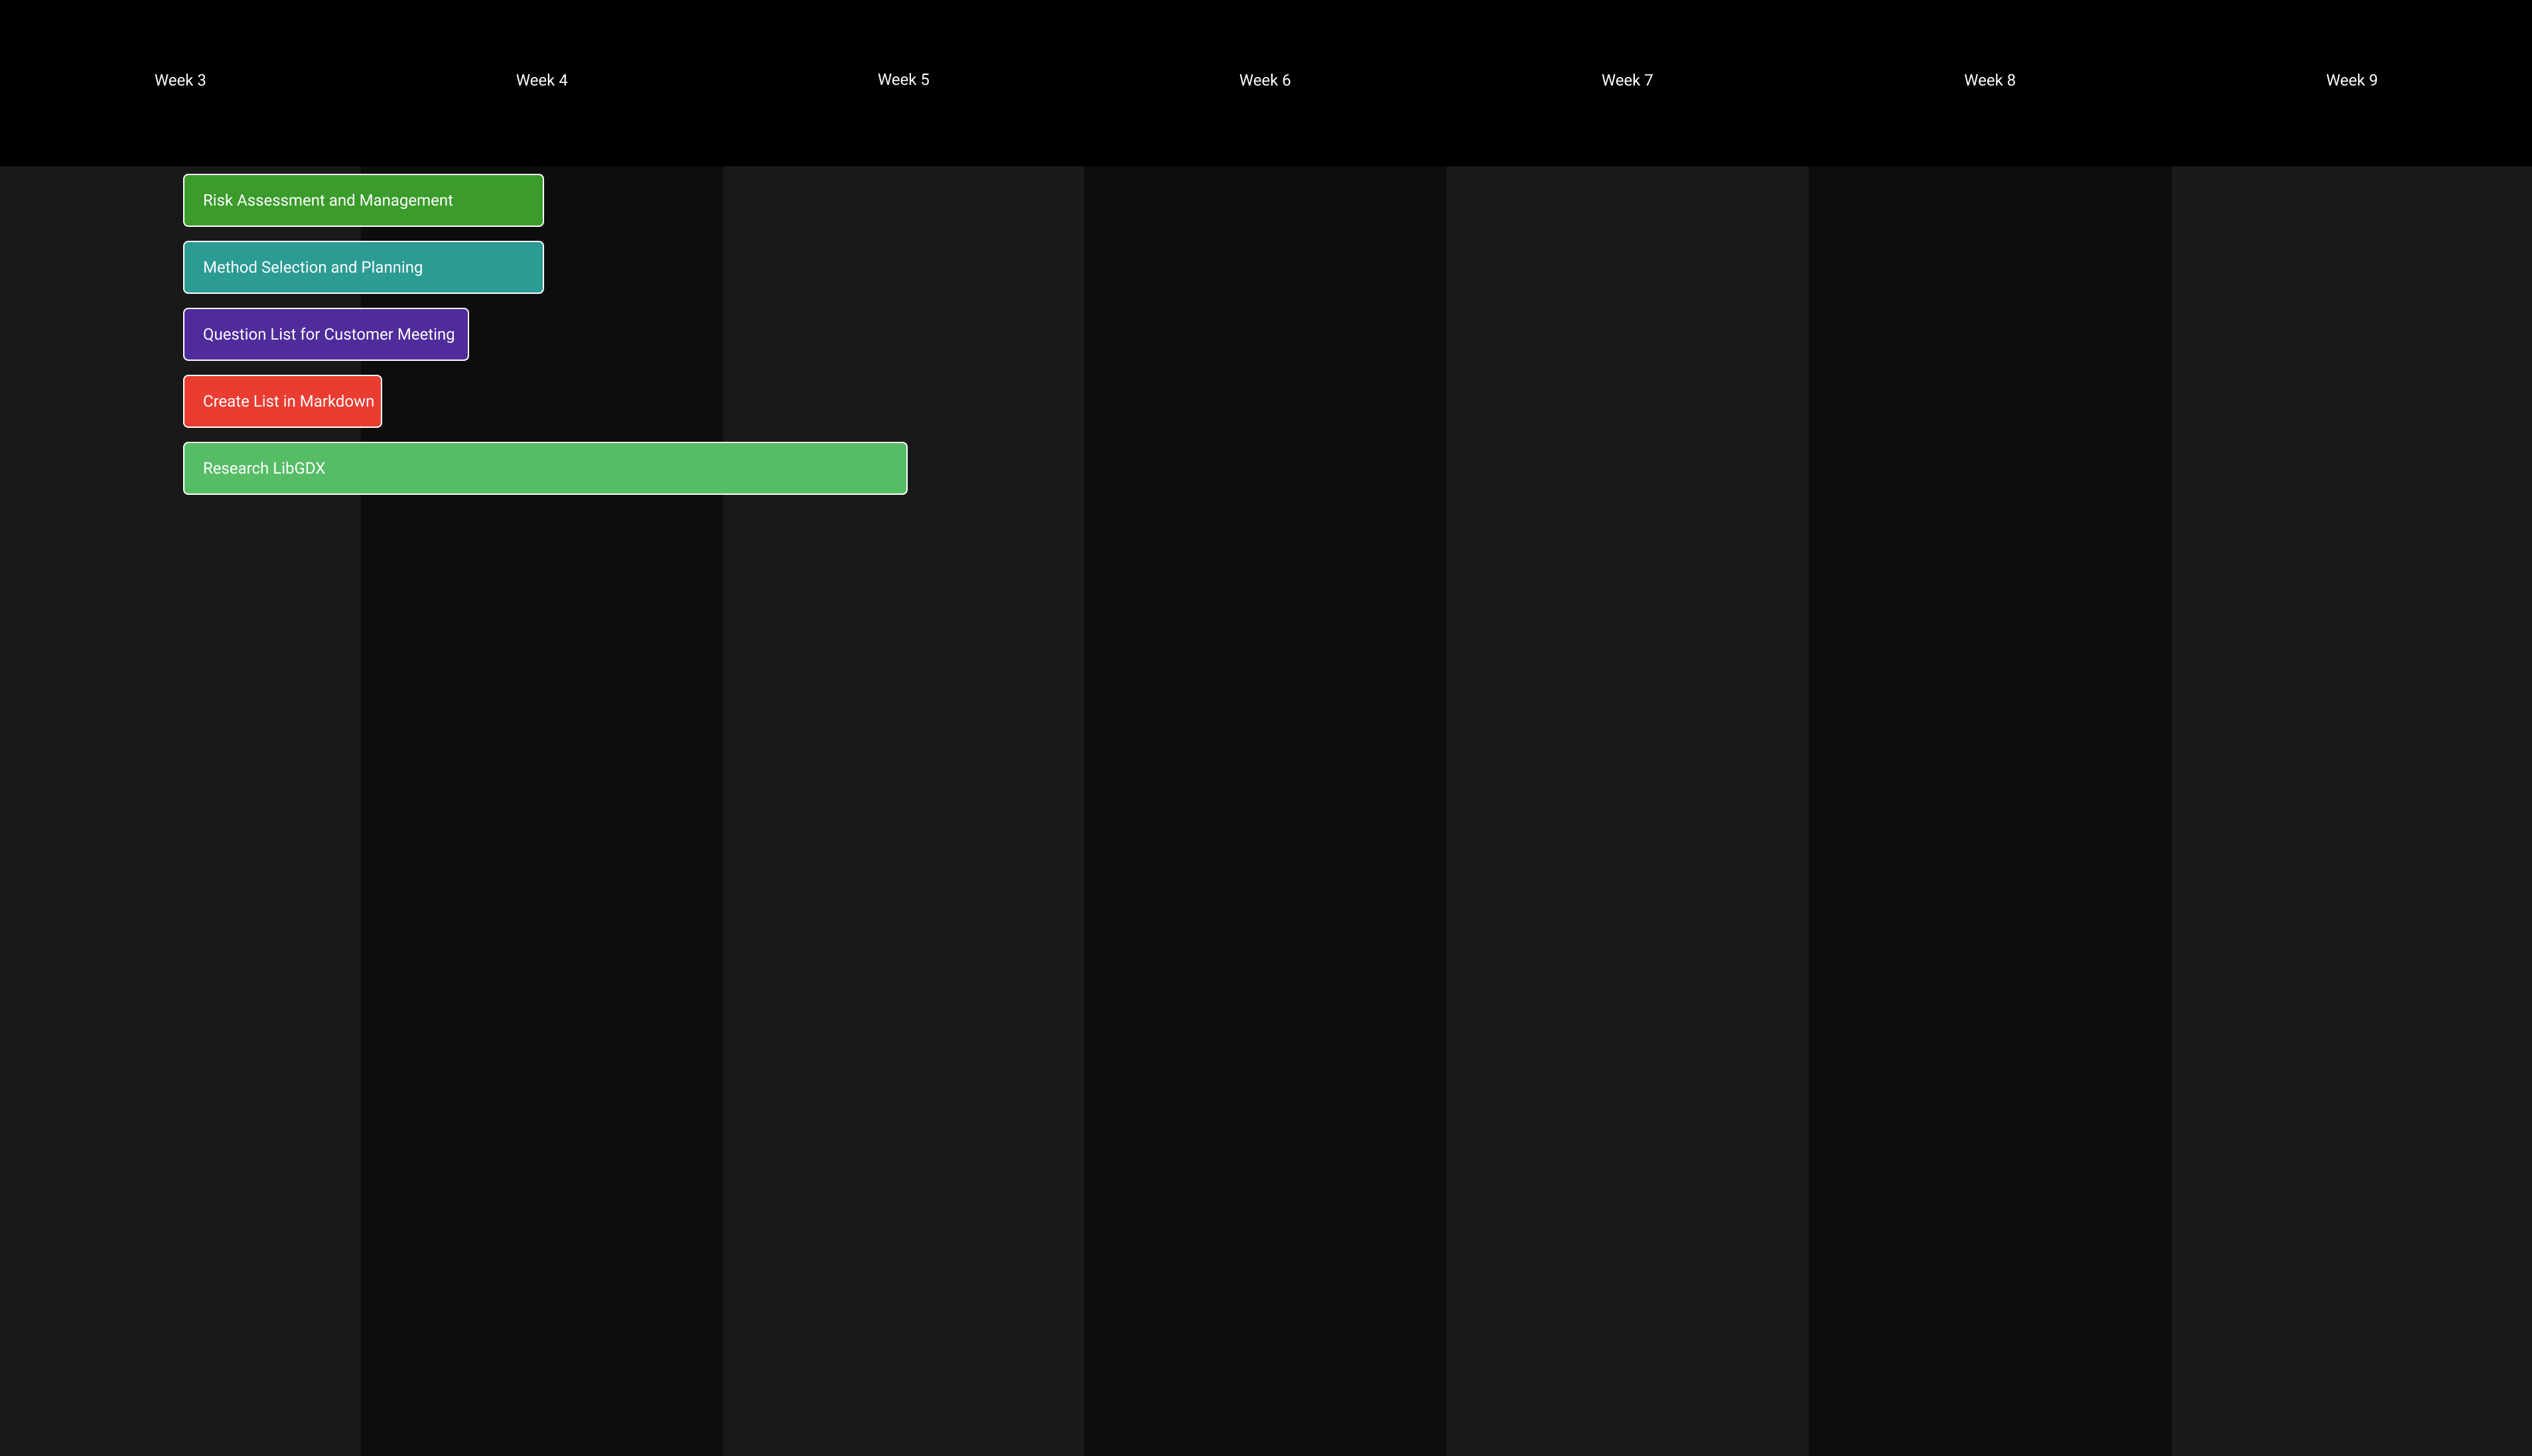 Week 3
Week 4
Week 5
Week 6
Week 7
Week 8
Week 9
Risk Assessment and Management
Method Selection and Planning
Question List for Customer Meeting
Create List in Markdown
Research LibGDX